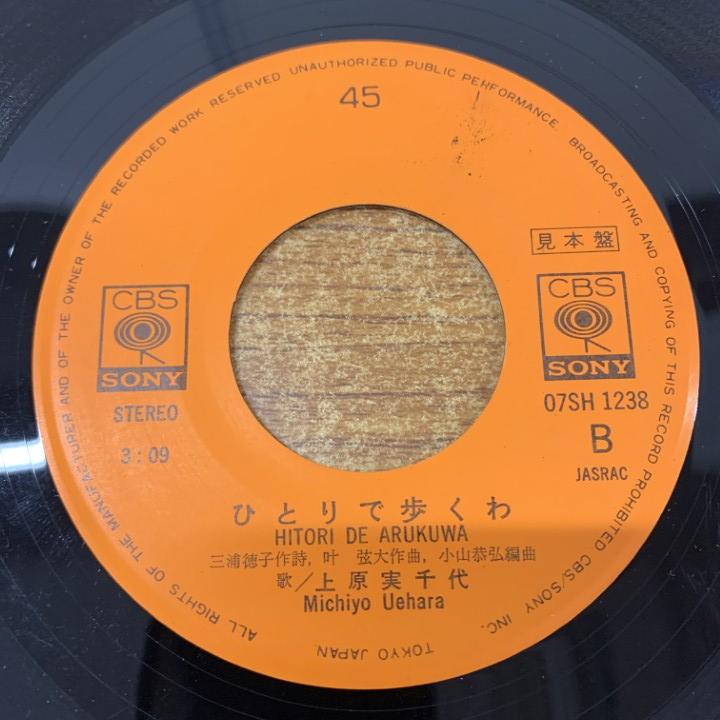 ALL RIGHTS OF THE MANUFACTURER AND OF THE OWNER OF THE RECORDED WORK RESERVED UNAUTHORIZED PUBLIC PERFORMANCE, BROADCASTING AND COPYING OF THIS RECORD PROHIBITED CBS/SONY INC. TOKYO JAPAN
45
見本盤
CBS
SONY
STEREO
3:09
CBS
SONY
07SH 1238
B
JASRAC
ひとりで歩くわ
HITORI DE ARUKUWA
三浦徳子作詩, 叶 弦大作曲, 小山恭弘編曲
歌/上原実千代
Michiyo Uehara